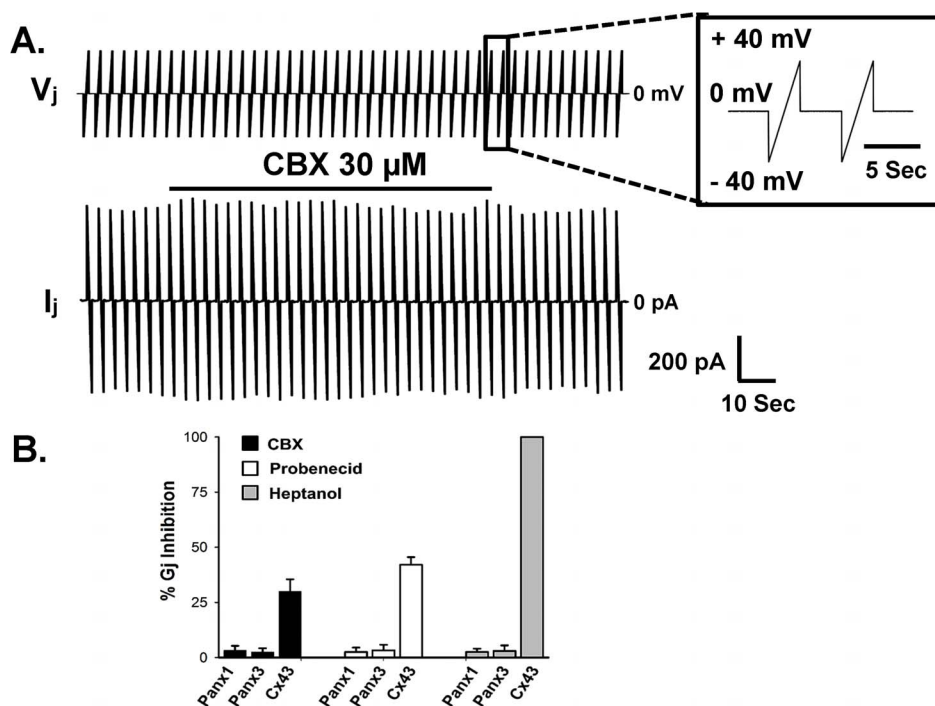 A.
Vj
0 mV
+ 40 mV
0 mV
- 40 mV
5 Sec
CBX 30 µM
Ij
0 pA
200 pA
10 Sec
B.
% Gj Inhibition
100
75
50
25
0
CBX
Probenecid
Heptanol
Panx1
Panx3
Cx43
Panx1
Panx3
Cx43
Panx1
Panx3
Cx43